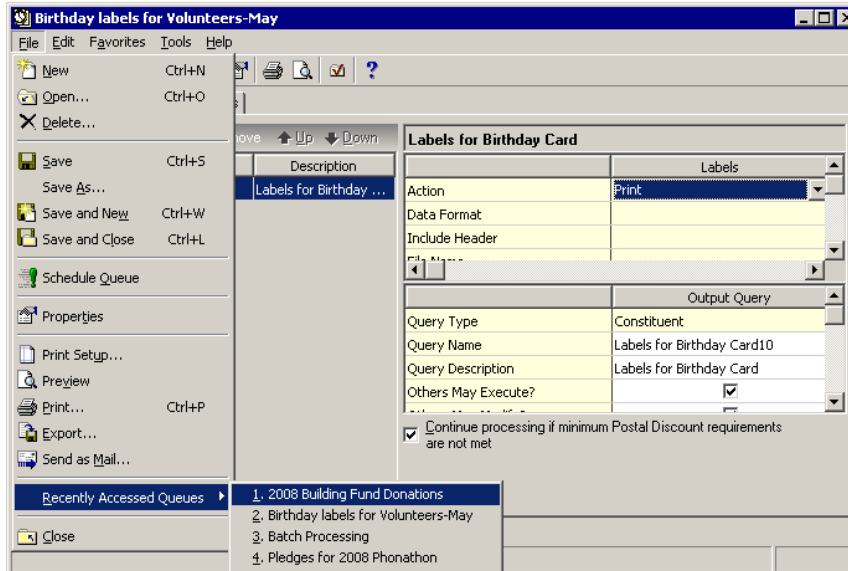 Birthday labels for Volunteers-May
File Edit Favorites Tools Help
New Ctrl+N
Open... Ctrl+O
Delete...
Save Ctrl+S
Save As...
Save and New Ctrl+W
Save and Close Ctrl+L
Schedule Queue
Properties
Print Setup...
Preview
Print... Ctrl+P
Export...
Send as Mail...
Recently Accessed Queues
Close
1. 2008 Building Fund Donations
2. Birthday labels for Volunteers-May
3. Batch Processing
4. Pledges for 2008 Phonathon
Up Down
Description
Labels for Birthday ...
Labels for Birthday Card
Labels
Action Print
Data Format
Include Header
File Name
Output Query
Query Type Constituent
Query Name Labels for Birthday Card10
Query Description Labels for Birthday Card
Others May Execute?
Continue processing if minimum Postal Discount requirements
are not met